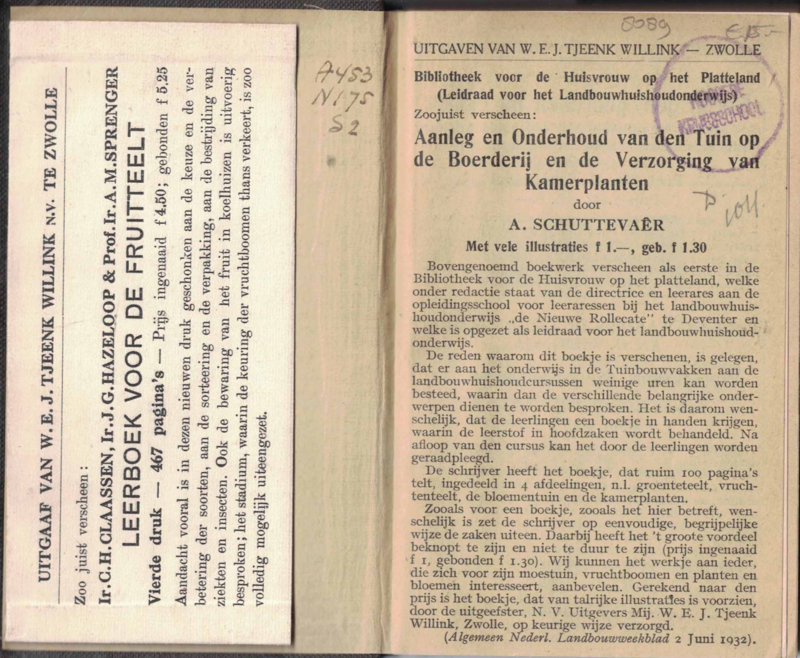 UITGAAF VAN W. E. J. TJEENK WILLINK N.V. TE ZWOLLE
Zoo juist verscheen :
Ir. C. H. CLAASSEN, Ir. J. G. HAZELOOP & Prof. Ir. A. M. SPRENGER
LEERBOEK VOOR DE FRUITTEELT
Vierde druk — 467 pagina's — Prijs ingenaaid f 4,50; gebonden f 5,25
Aandacht vooral is in dezen nieuwen druk geschonken aan de keuze en de ver-
betering der soorten, aan de sorteering en de verpakking, aan de bestrijding van
ziekten en insecten. Ook de bewaring van het fruit in koelhuizen is uitvoerig
besproken; het stadium, waarin de keuring der vruchtboomen thans verkeert, is zoo
volledig mogelijk uiteengezet.
A453
N175
S2
8089
€ 15.-
UITGAVEN VAN W. E. J. TJEENK WILLINK — ZWOLLE
Bibliotheek voor de Huisvrouw op het Platteland
(Leidraad voor het Landbouwhuishoudonderwijs)
Zoojuist verscheen:
Aanleg en Onderhoud van den Tuin op
de Boerderij en de Verzorging van
Kamerplanten
door
A. SCHUTTEVAÊR
Met vele illustraties f 1.—, geb. f 1.30
Bovengenoemd boekwerk verscheen als eerste in de
Bibliotheek voor de Huisvrouw op het platteland, welke
onder redactie staat van de directrice en leerares aan de
opleidingsschool voor leeraressen bij het landbouwhuis-
houdonderwijs „de Nieuwe Rollecate" te Deventer en
welke is opgezet als leidraad voor het landbouwhuishoud-
onderwijs.
De reden waarom dit boekje is verschenen, is gelegen,
dat er aan het onderwijs in de Tuinbouwvakken aan de
landbouwhuishoudcursussen weinige uren kan worden
besteed, waarin dan de verschillende belangrijke onder-
werpen dienen te worden besproken. Het is daarom wen-
schelijk, dat de leerlingen een boekje in handen krijgen,
waarin de leerstof in hoofdzaken wordt behandeld. Na
afloop van den cursus kan het door de leerlingen worden
geraadpleegd.
De schrijver heeft het boekje, dat ruim 100 pagina's
telt, ingedeeld in 4 afdeelingen, n.l. groenteteelt, vruch-
tenteelt, de bloementuin en de kamerplanten.
Zooals voor een boekje, zooals het hier betreft, wen-
schelijk is zet de schrijver op eenvoudige, begrijpelijke
wijze de zaken uiteen. Daarbij heeft het 't groote voordeel
beknopt te zijn en niet te duur te zijn (prijs ingenaaid
f 1, gebonden f 1.30). Wij kunnen het werkje aan ieder,
die zich voor zijn moestuin, vruchtboomen en planten en
bloemen interesseert, aanbevelen. Gerekend naar den
prijs is het boekje, dat van talrijke illustraties is voorzien,
door de uitgeefster, N. V. Uitgevers Mij. W. E. J. Tjeenk
Willink, Zwolle, op keurige wijze verzorgd.
(Algemeen Nederl. Landbouwweekblad 2 Juni 1932).